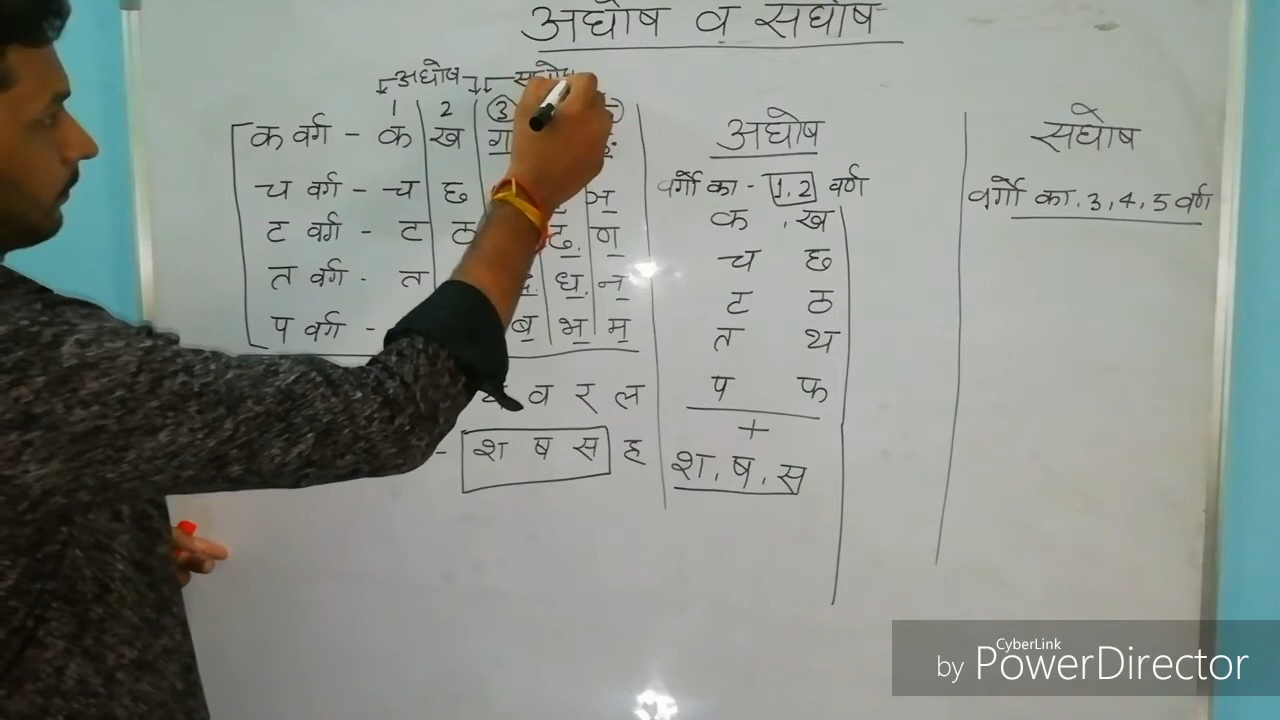 अघोष व सघोष
अघोष
1 2 3
क वर्ग - क ख ग
च वर्ग - च छ ञ
ट वर्ग - ट ठ ढ ण
त वर्ग - त ध न
प वर्ग - ब भ म
व र ल
- श ष स ह
अघोष
वर्गो का - 1, 2 वर्ण
क , ख
च छ
ट ठ
त थ
प फ
+
श, ष, स
सघोष
वर्गो का, 3, 4, 5 वर्ण
CyberLink
by PowerDirector